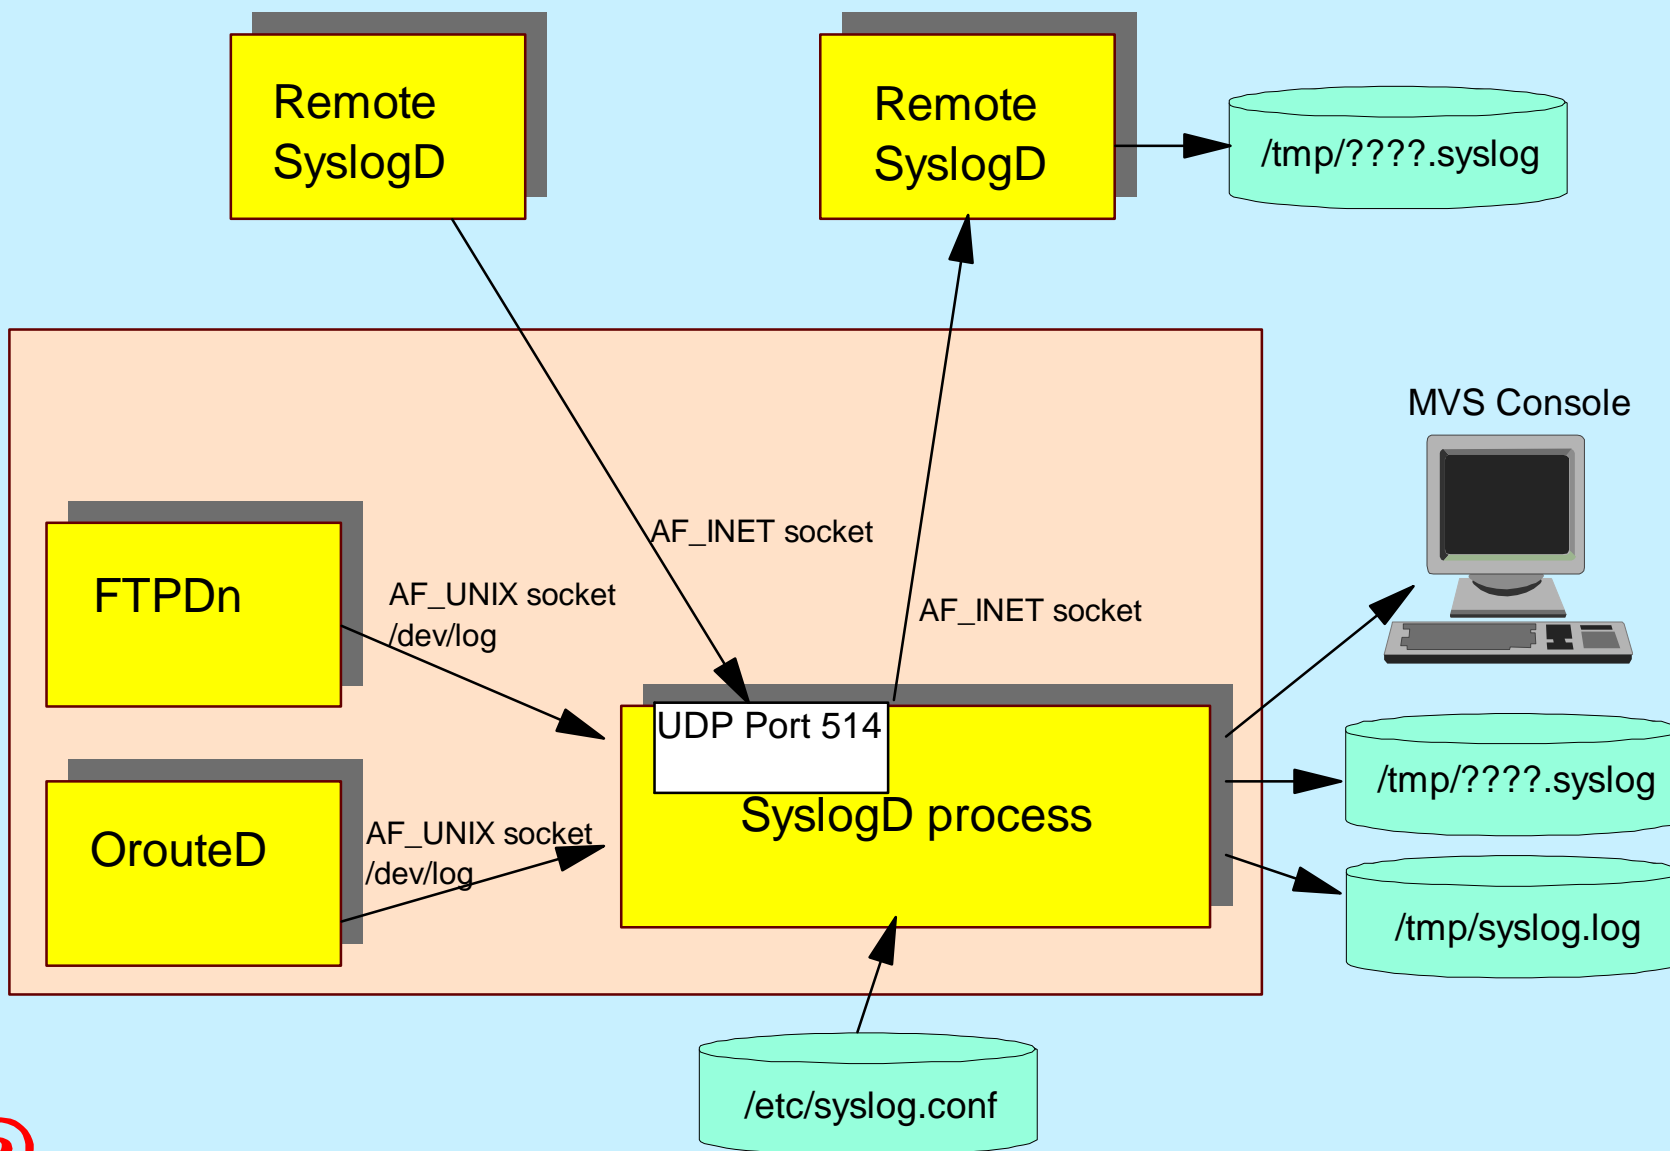 Remote
SyslogD
Remote
SyslogD
/tmp/????.syslog
MVS Console
AF_INET socket
FTPDn
AF_UNIX socket
/dev/log
AF_INET socket
UDP Port 514
/tmp/????.syslog
SyslogD process
OrouteD
AF_UNIX socket
/dev/log
/tmp/syslog.log
/etc/syslog.conf